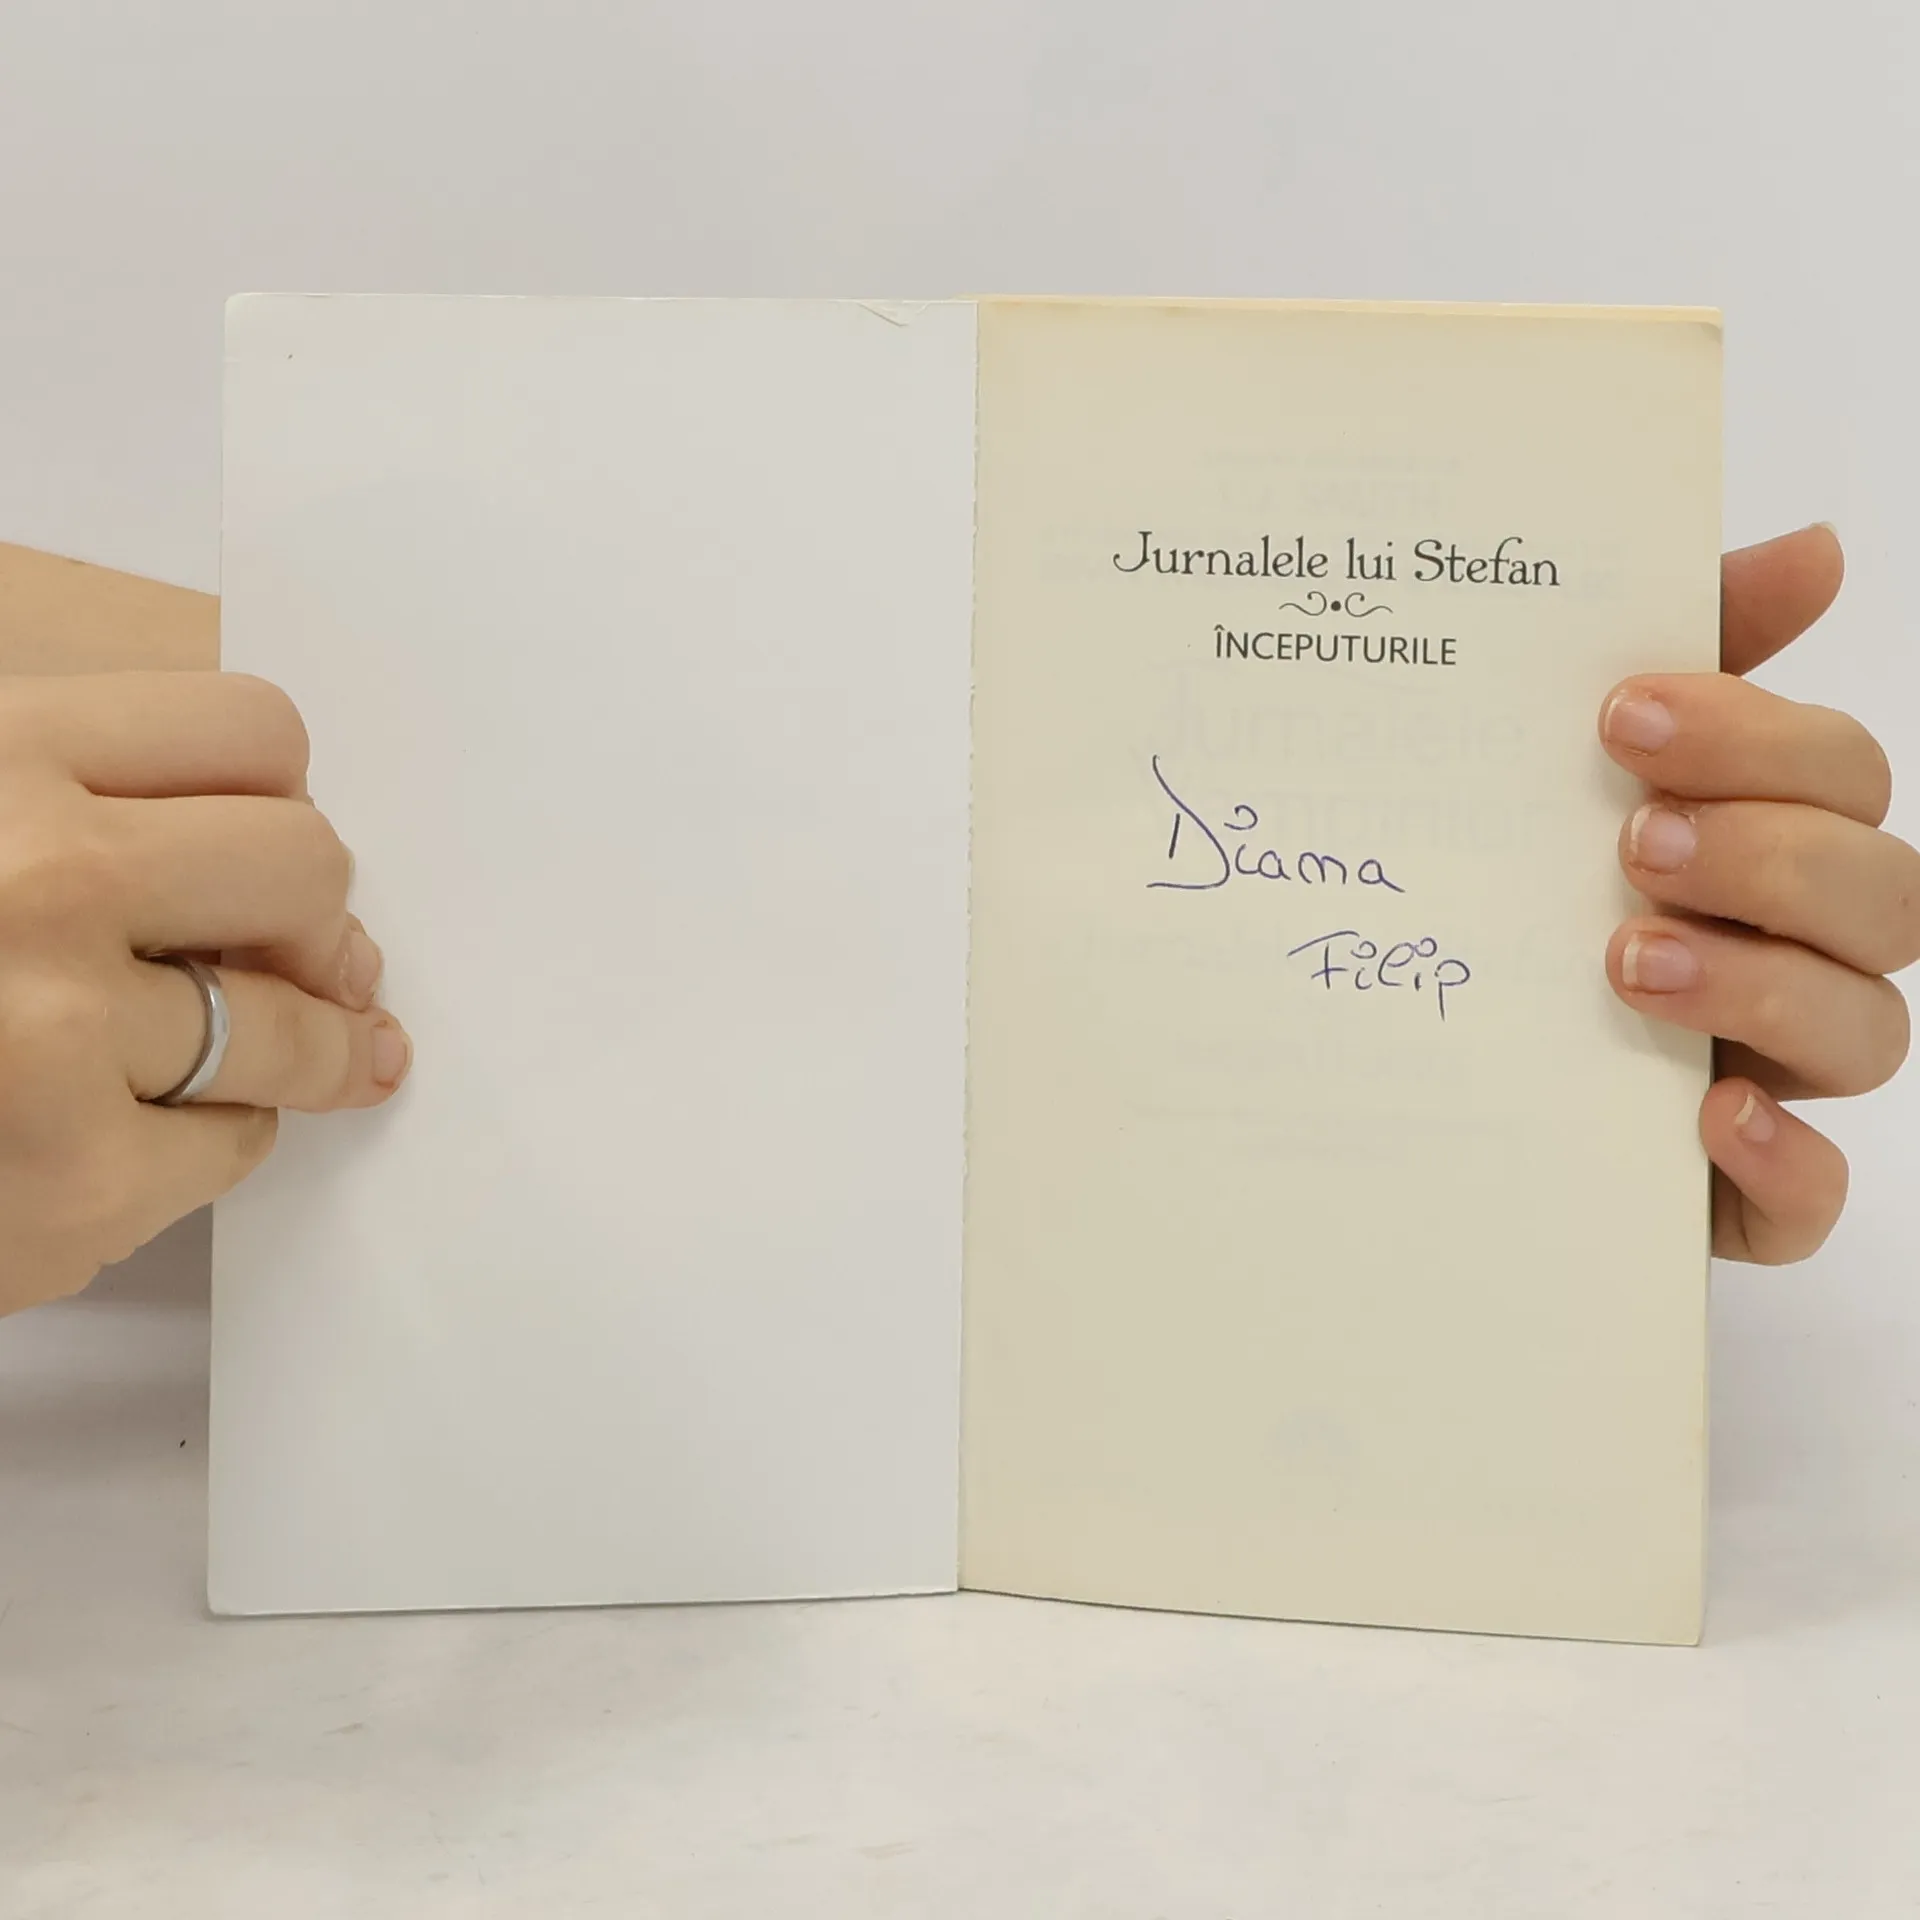 Jurnalele lui Stefan
ÎNCEPUTURILE
Diana
Filip